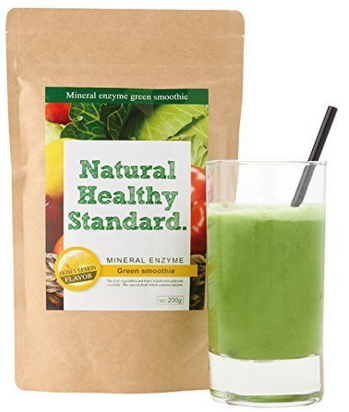 Mineral enzyme green smoothie
Natural
Healthy
Standard.
MINERAL ENZYME
Green smoothie
HONEY LEMON
FLAVOR
NET 200g